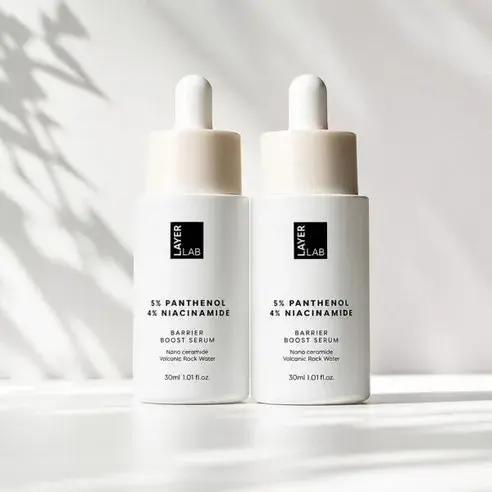 LAYER
LAB
5% PANTHENOL
4% NIACINAMIDE
BARRIER
BOOST SERUM
Nano ceramide
Volcanic Rock Water
30ml 1.01 fl.oz.
LAYER
LAB
5% PANTHENOL
4% NIACINAMIDE
BARRIER
BOOST SERUM
Nano ceramide
Volcanic Rock Water
30ml 1.01 fl.oz.